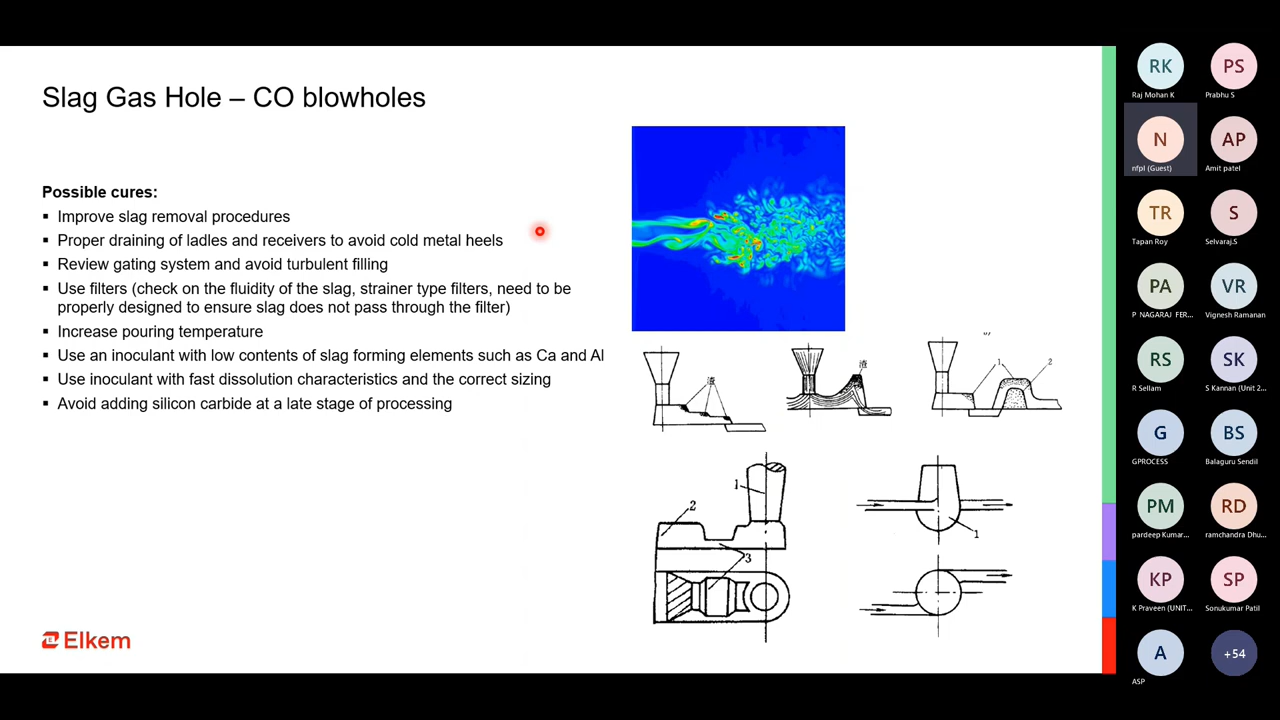 Slag Gas Hole – CO blowholes
Possible cures:
▪ Improve slag removal procedures
▪ Proper draining of ladles and receivers to avoid cold metal heels
▪ Review gating system and avoid turbulent filling
▪ Use filters (check on the fluidity of the slag, strainer type filters, need to be
properly designed to ensure slag does not pass through the filter)
▪ Increase pouring temperature
▪ Use an inoculant with low contents of slag forming elements such as Ca and Al
▪ Use inoculant with fast dissolution characteristics and the correct sizing
▪ Avoid adding silicon carbide at a late stage of processing
渣
渣
1
2
1
2
3
1
Elkem
RK
Raj Mohan K
PS
Prabhu S
N
nfpl (Guest)
AP
Amit patel
TR
Tapan Roy
S
Selvaraj.S
PA
P NAGARAJ FER...
VR
Vignesh Ramanan
RS
R Sellam
SK
S Kannan (Unit 2...
G
GPROCESS
BS
Balaguru Sendil
PM
pardeep Kumar...
RD
ramchandra Dhu...
KP
K Praveen (UNIT...
SP
Sonukumar Patil
A
ASP
+54